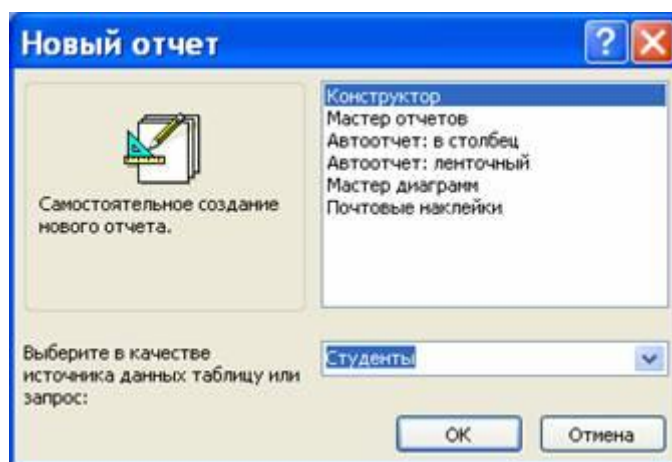 Новый отчет
Самостоятельное создание
нового отчета.
Конструктор
Мастер отчетов
Автоотчет: в столбец
Автоотчет: ленточный
Мастер диаграмм
Почтовые наклейки
Выберите в качестве
источника данных таблицу или
запрос:
Студенты
ОК
Отмена